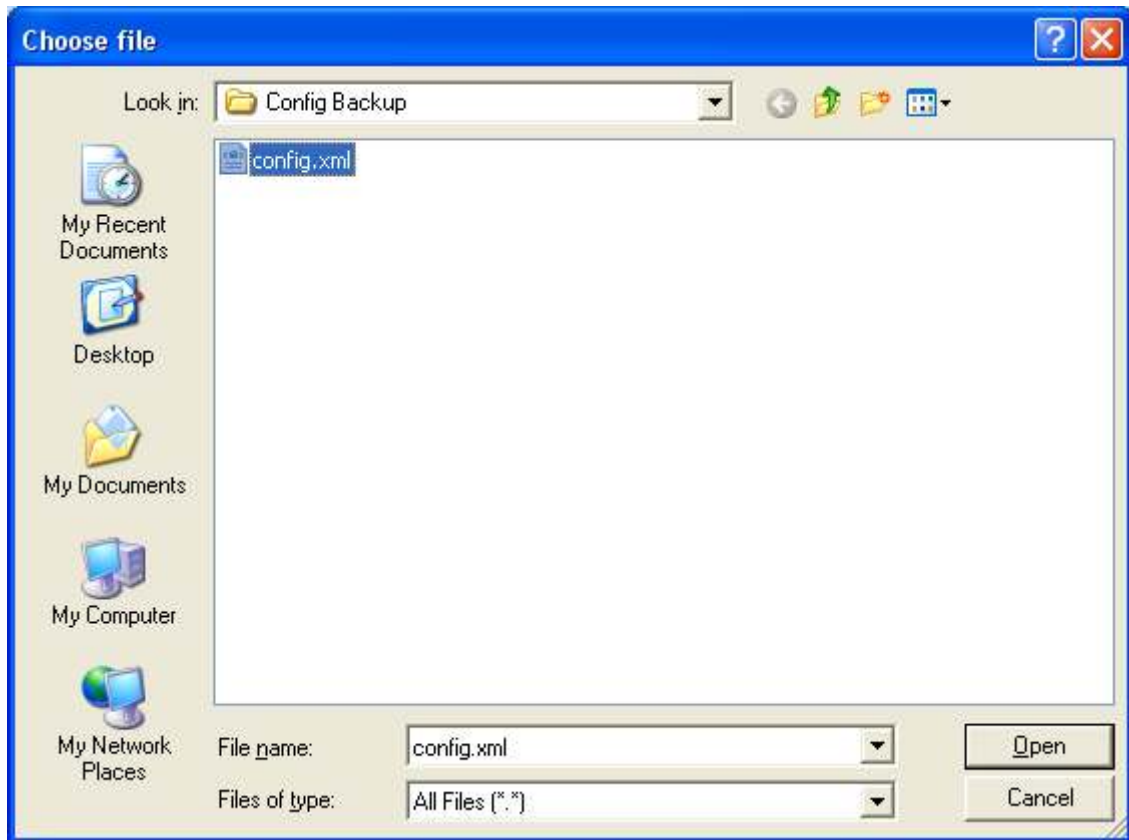 Choose file
Look in:
Config Backup
config.xml
My Recent
Documents
Desktop
My Documents
My Computer
My Network
Places
File name:
config.xml
Open
Files of type:
All Files (*.*)
Cancel